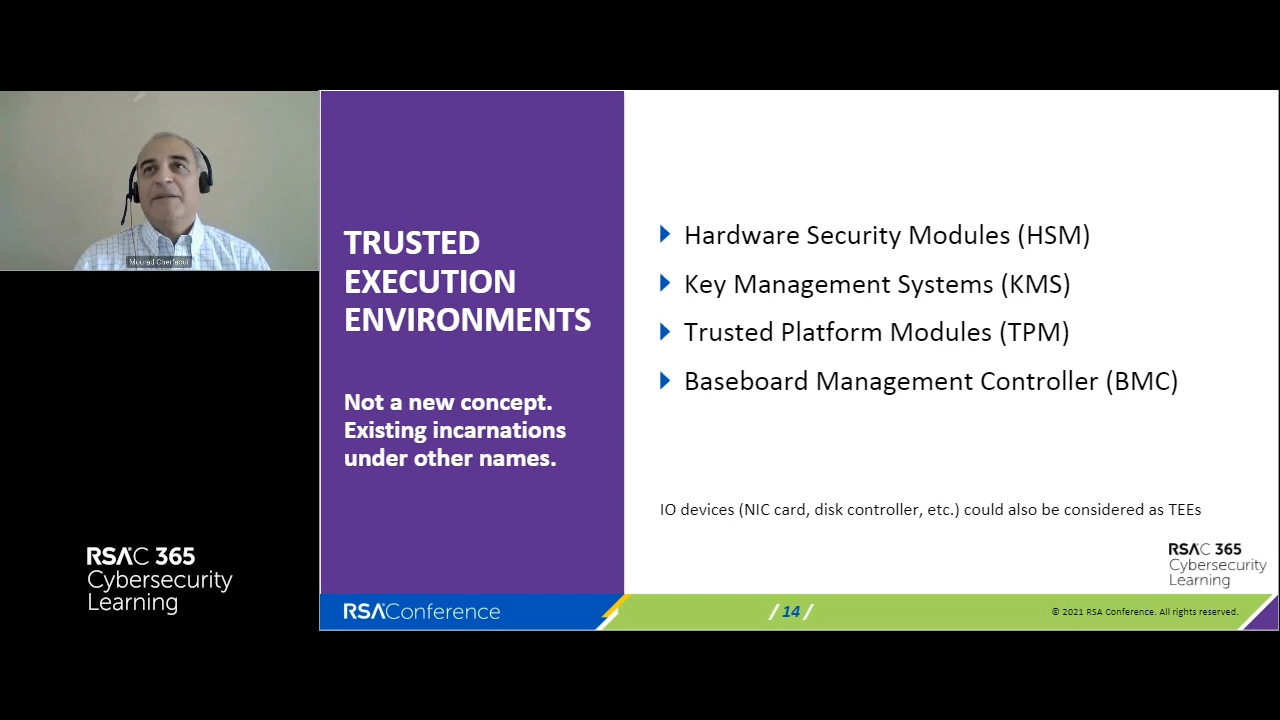 Mourad Cherfaoui
TRUSTED
EXECUTION
ENVIRONMENTS
Not a new concept.
Existing incarnations
under other names.
Hardware Security Modules (HSM)
Key Management Systems (KMS)
Trusted Platform Modules (TPM)
Baseboard Management Controller (BMC)
IO devices (NIC card, disk controller, etc.) could also be considered as TEEs
RSAC 365
Cybersecurity
Learning
RSAC 365
Cybersecurity
Learning
RSAConference
/ 14 /
© 2021 RSA Conference. All rights reserved.